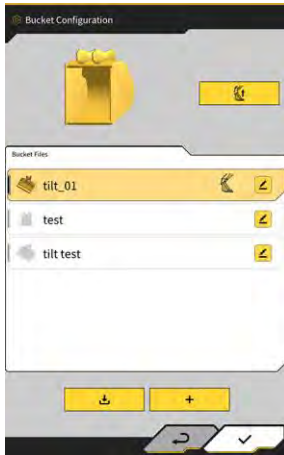 Bucket Configuration
Bucket Files
tilt_01
test
tilt test